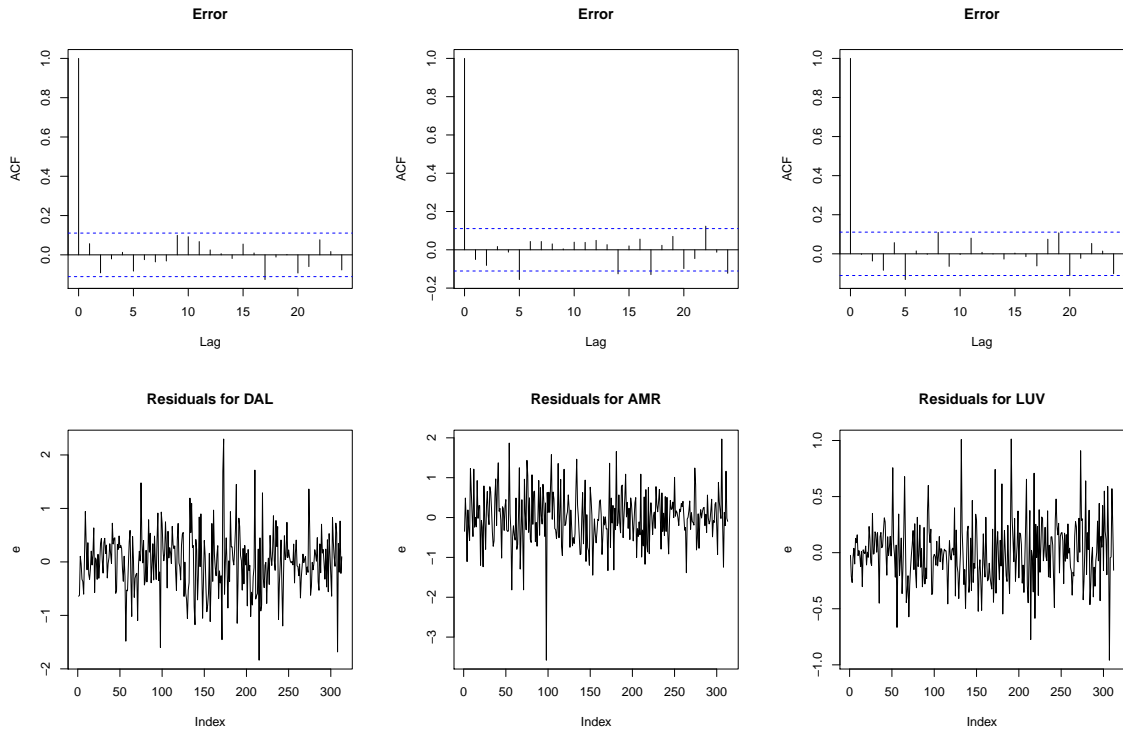 Error
ACF
0.0 0.2 0.4 0.6 0.8 1.0
0 5 10 15 20
Lag
Error
ACF
−0.2 0.0 0.2 0.4 0.6 0.8 1.0
0 5 10 15 20
Lag
Error
ACF
0.0 0.2 0.4 0.6 0.8 1.0
0 5 10 15 20
Lag
Residuals for DAL
e
−2 −1 0 1 2
0 50 100 150 200 250 300
Index
Residuals for AMR
e
−3 −2 −1 0 1 2
0 50 100 150 200 250 300
Index
Residuals for LUV
e
−1.0 −0.5 0.0 0.5 1.0
0 50 100 150 200 250 300
Index